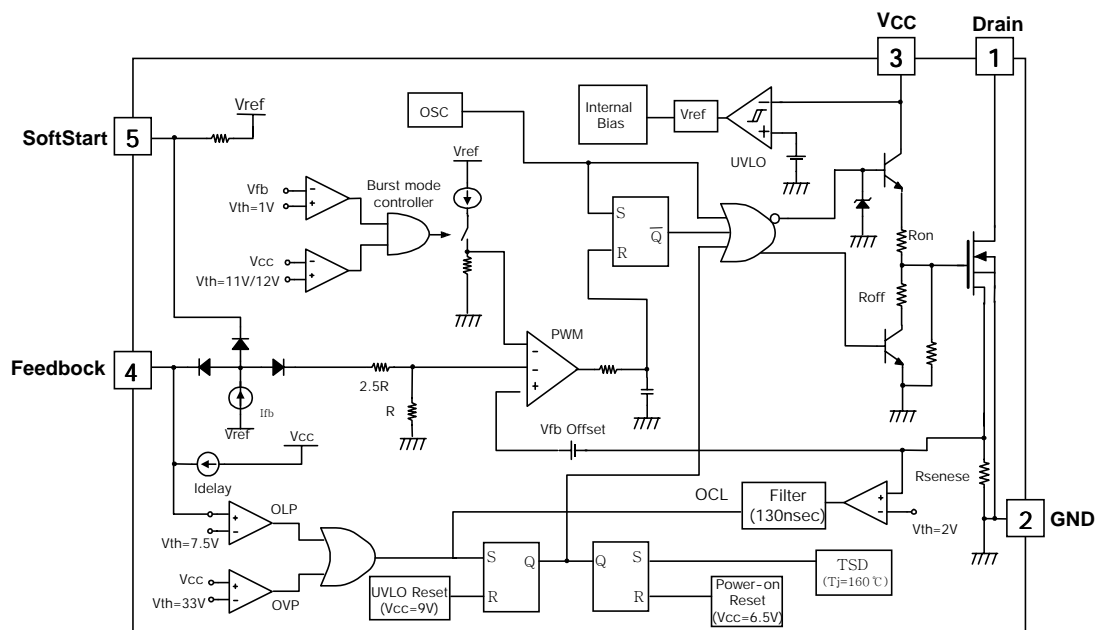 VCC
Drain
3
1
SoftStart
5
Vref
OSC
Internal
Bias
Vref
−
+
UVLO
Vref
Burst mode
controller
Vfb
Vth=1V
−
+
Vcc
Vth=11V/12V
−
+
S
R
Q
Ron
Roff
PWM
−
−
+
Feedbock
4
2.5R
R
Ifb
Vref
Vcc
Idelay
Vfb Offset
Rsenese
OCL
Filter
(130nsec)
+
−
Vth=2V
2
GND
OLP
+
−
Vth=7.5V
Vcc
Vth=33V
+
−
OVP
UVLO Reset
(Vcc=9V)
S
R
Q
Q
S
R
TSD
(Tj=160℃)
Power-on
Reset
(Vcc=6.5V)